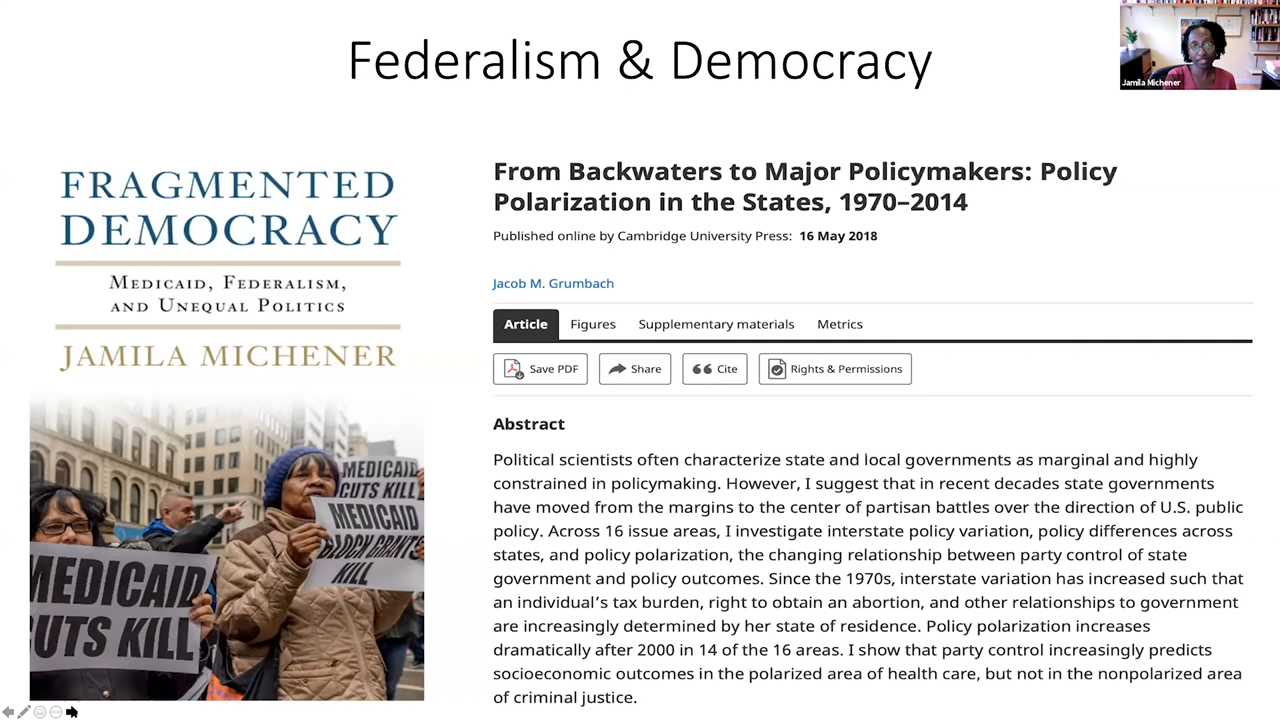 Federalism & Democracy
Jamila Michener
FRAGMENTED
DEMOCRACY
MEDICAID, FEDERALISM,
AND UNEQUAL POLITICS
JAMILA MICHENER
MEDICAID
CUTS KILL
MEDICAID
BLOCK GRANTS
KILL
MEDICAID
CUTS KILL
From Backwaters to Major Policymakers: Policy
Polarization in the States, 1970–2014
Published online by Cambridge University Press: 16 May 2018
Jacob M. Grumbach
Article Figures Supplementary materials Metrics
Save PDF Share Cite Rights & Permissions
Abstract
Political scientists often characterize state and local governments as marginal and highly
constrained in policymaking. However, I suggest that in recent decades state governments
have moved from the margins to the center of partisan battles over the direction of U.S. public
policy. Across 16 issue areas, I investigate interstate policy variation, policy differences across
states, and policy polarization, the changing relationship between party control of state
government and policy outcomes. Since the 1970s, interstate variation has increased such that
an individual’s tax burden, right to obtain an abortion, and other relationships to government
are increasingly determined by her state of residence. Policy polarization increases
dramatically after 2000 in 14 of the 16 areas. I show that party control increasingly predicts
socioeconomic outcomes in the polarized area of health care, but not in the nonpolarized area
of criminal justice.